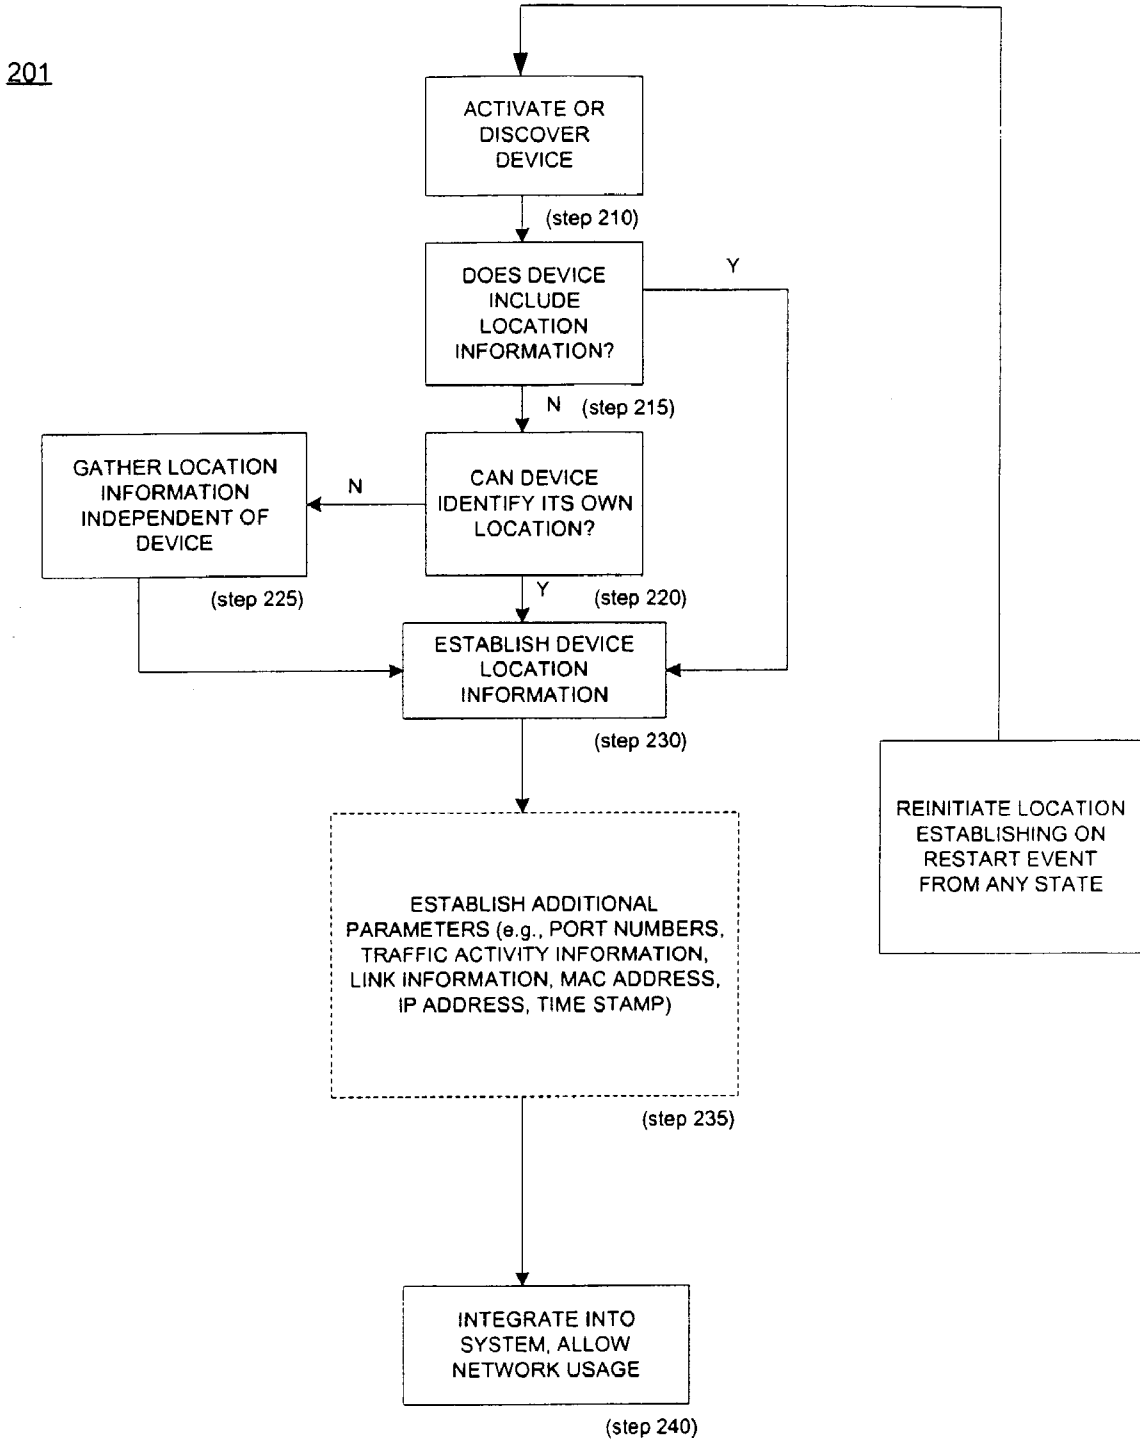 201
ACTIVATE OR
DISCOVER
DEVICE
(step 210)
DOES DEVICE
INCLUDE
LOCATION
INFORMATION?
Y
N
(step 215)
GATHER LOCATION
INFORMATION
INDEPENDENT OF
DEVICE
N
CAN DEVICE
IDENTIFY ITS OWN
LOCATION?
(step 225)
Y
(step 220)
ESTABLISH DEVICE
LOCATION
INFORMATION
(step 230)
REINITIATE LOCATION
ESTABLISHING ON
RESTART EVENT
FROM ANY STATE
ESTABLISH ADDITIONAL
PARAMETERS (e.g., PORT NUMBERS,
TRAFFIC ACTIVITY INFORMATION,
LINK INFORMATION, MAC ADDRESS,
IP ADDRESS, TIME STAMP)
(step 235)
INTEGRATE INTO
SYSTEM, ALLOW
NETWORK USAGE
(step 240)